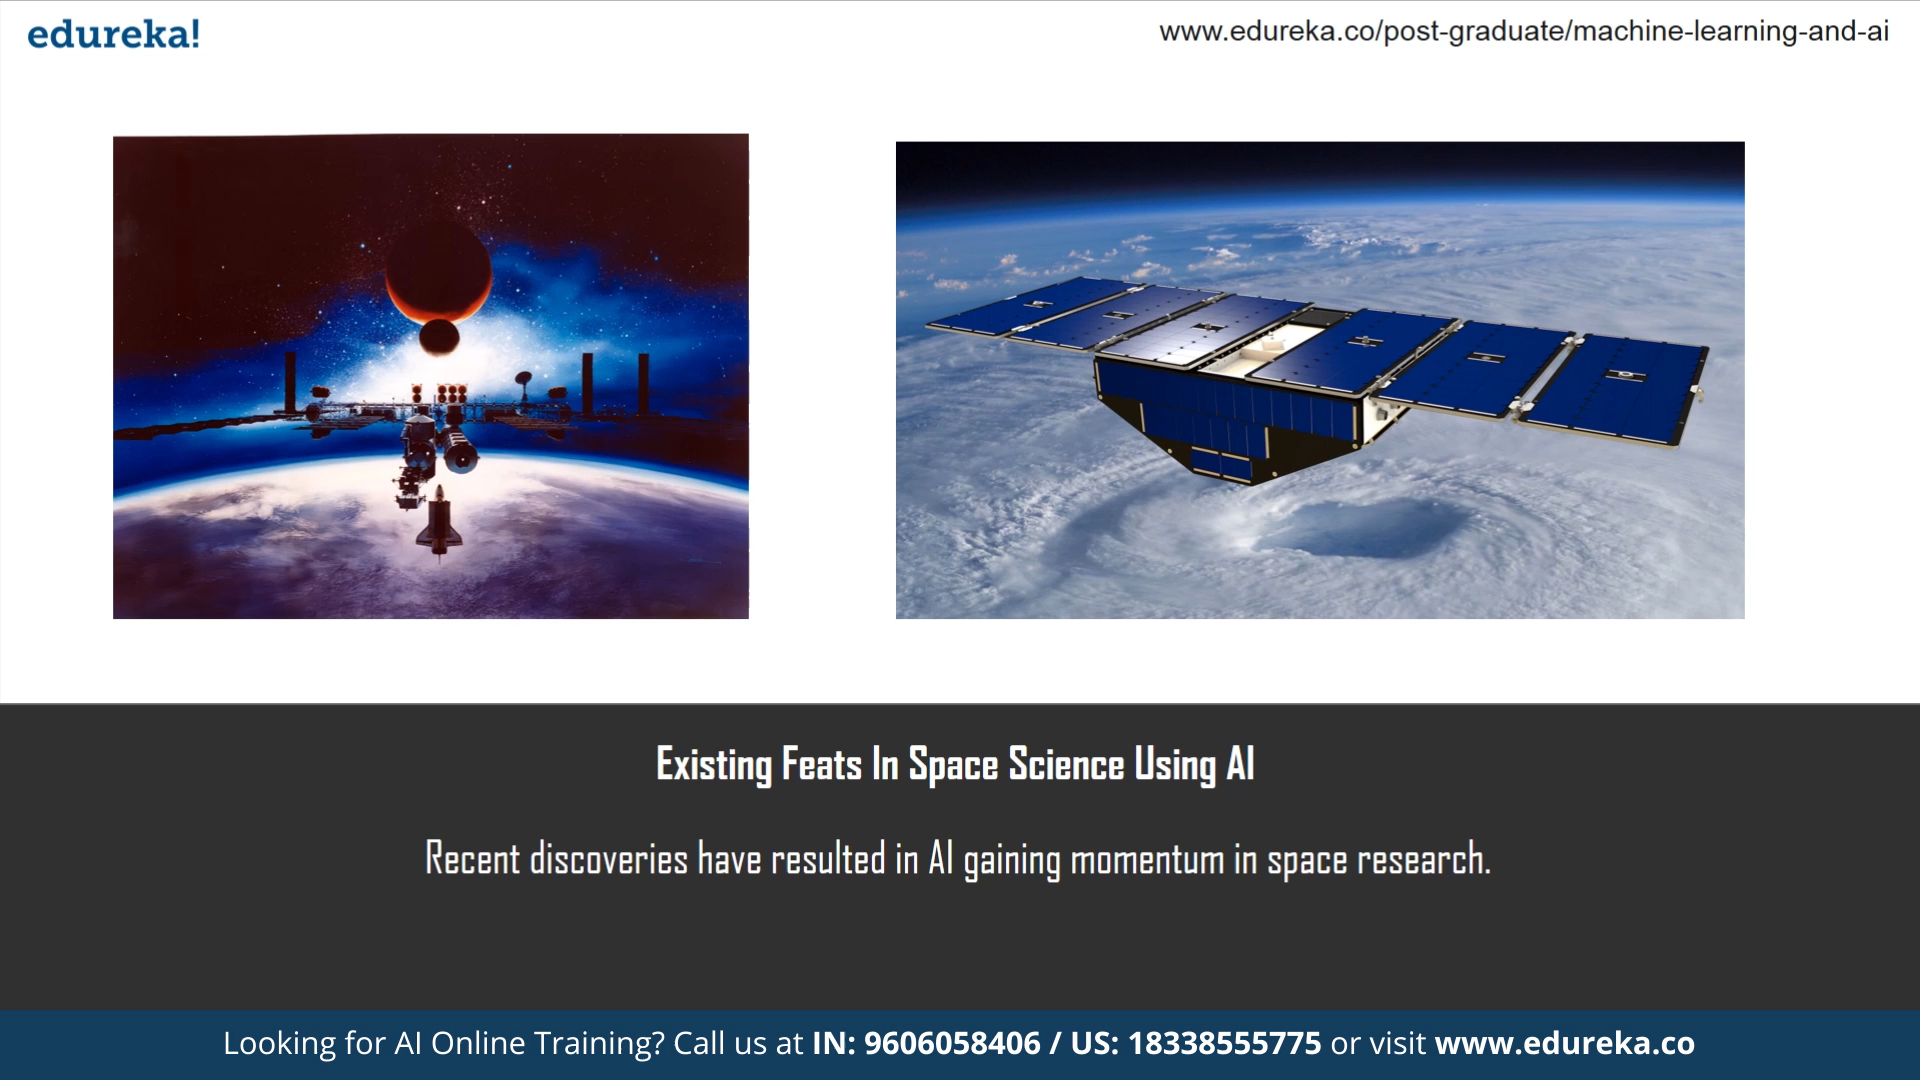 edureka!
www.edureka.co/post-graduate/machine-learning-and-ai
Existing Feats In Space Science Using AI
Recent discoveries have resulted in AI gaining momentum in space research.
Looking for AI Online Training? Call us at IN: 9606058406 / US: 18338555775 or visit www.edureka.co